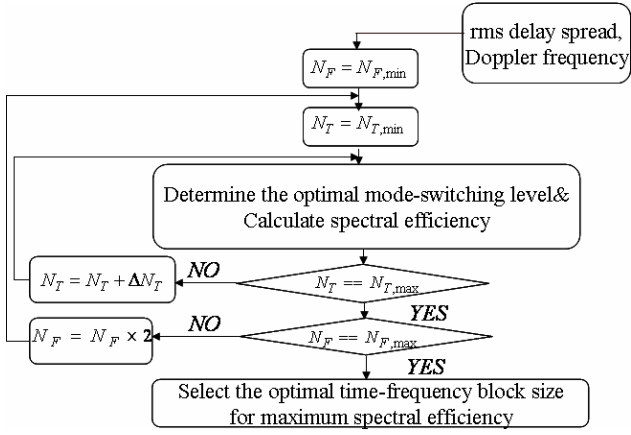 rms delay spread,
Doppler frequency
N_F = N_F,min
N_T = N_T,min
Determine the optimal mode-switching level&
Calculate spectral efficiency
N_T = N_T + ΔN_T
NO
N_T == N_T,max
YES
N_F = N_F × 2
NO
N_F == N_F,max
YES
Select the optimal time-frequency block size
for maximum spectral efficiency